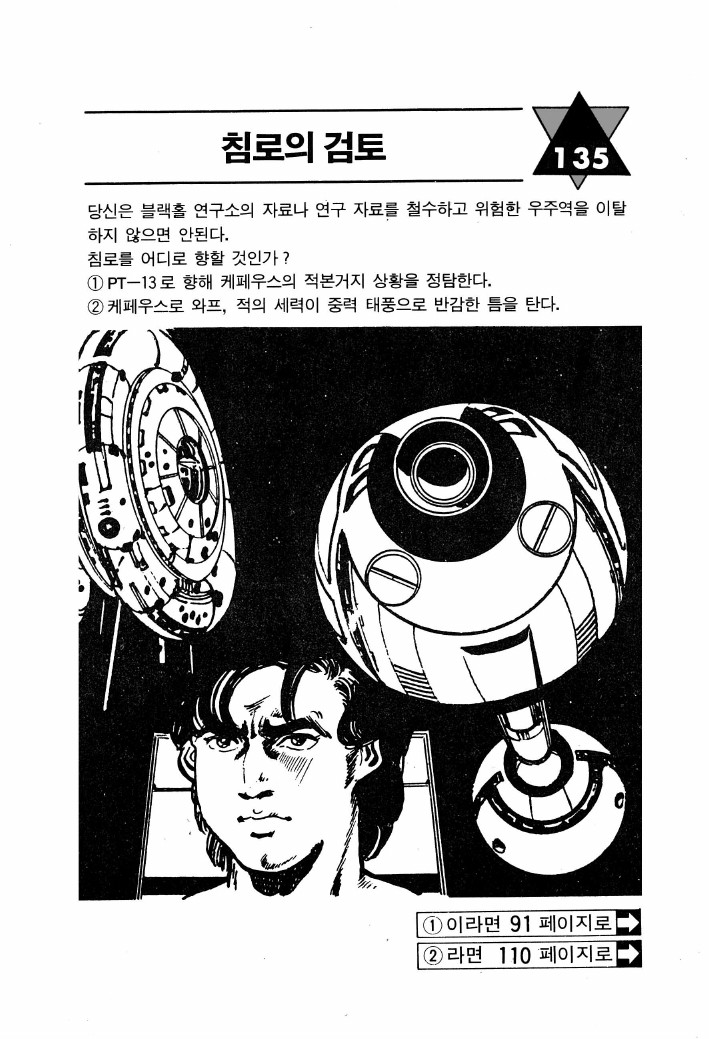 침로의 검토
135
당신은 블랙홀 연구소의 자료나 연구 자료를 철수하고 위험한 우주역을 이탈
하지 않으면 안된다.
침로를 어디로 향할 것인가?
① PT-13로 향해 케페우스의 적본거지 상황을 정탐한다.
② 케페우스로 와프, 적의 세력이 중력 태풍으로 반감한 틈을 탄다.
① 이라면 91 페이지로
② 라면 110 페이지로